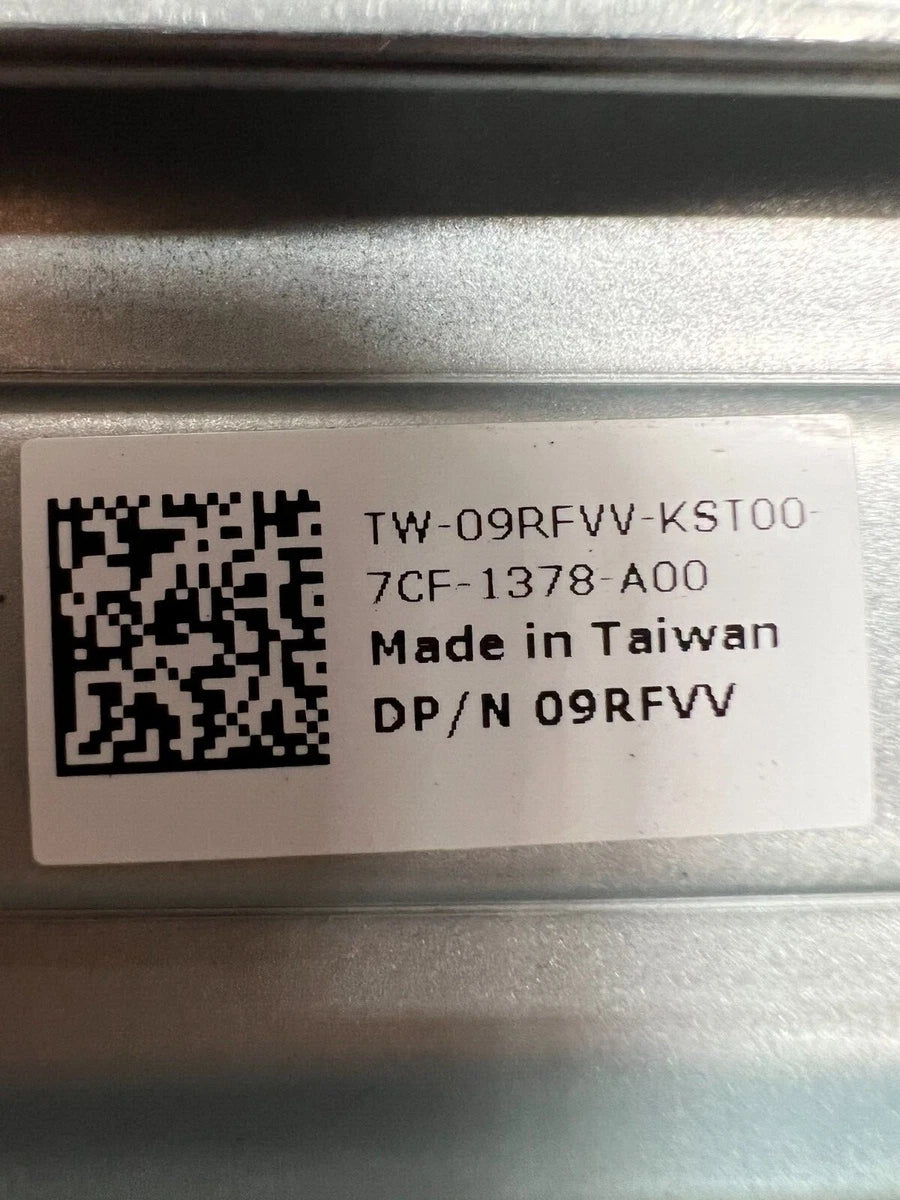 TW-09RFVV-KST00-
7CF-1378-A00
Made in Taiwan
DP/N 09RFVV